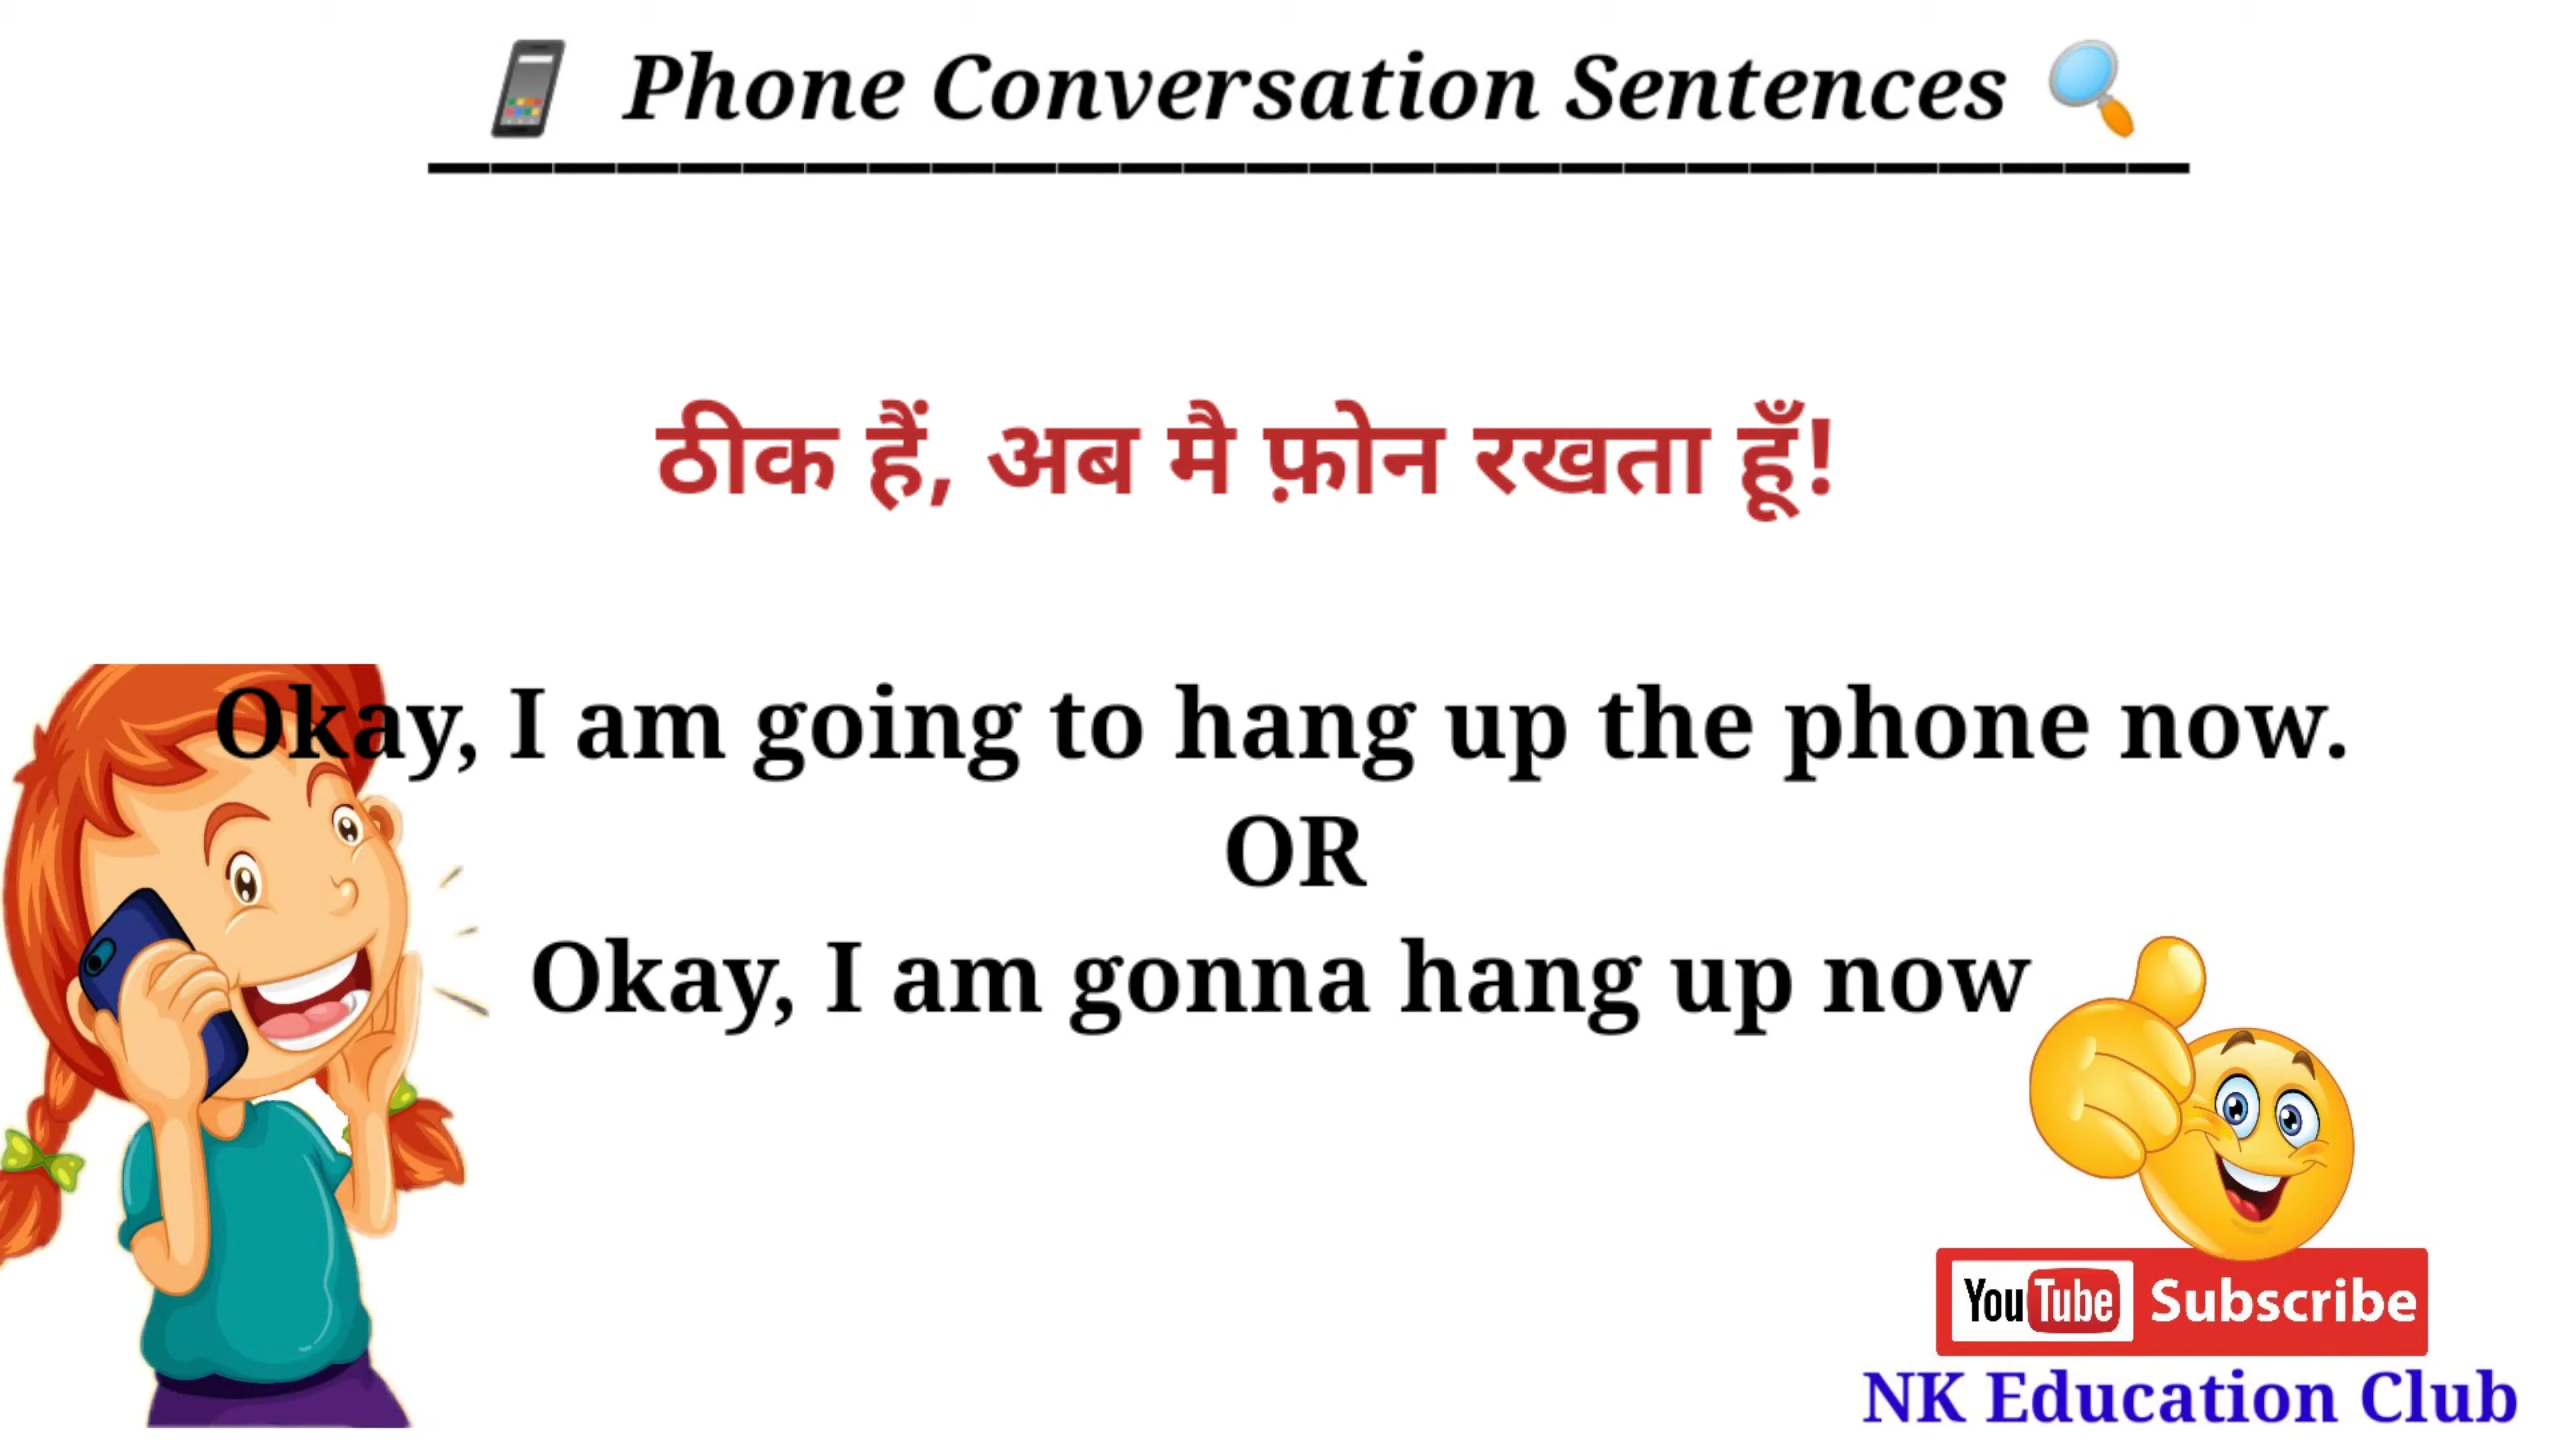 Phone Conversation Sentences
ठीक हैं, अब मै फ़ोन रखता हूँ!
Okay, I am going to hang up the phone now.
OR
Okay, I am gonna hang up now
YouTube Subscribe
NK Education Club